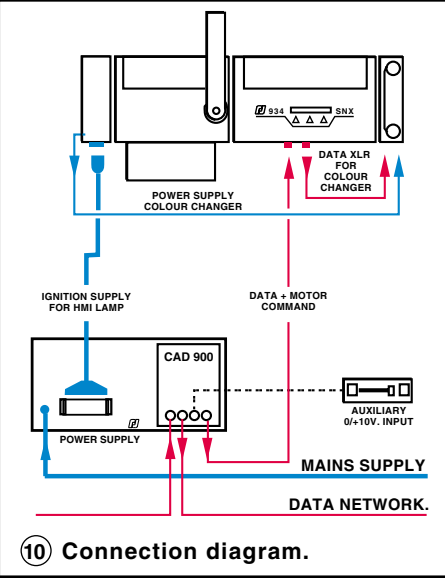 934 SNX
DATA XLR
FOR
COLOUR
CHANGER
POWER SUPPLY
COLOUR CHANGER
IGNITION SUPPLY
FOR HMI LAMP
DATA + MOTOR
COMMAND
CAD 900
POWER SUPPLY
AUXILIARY
0/+10V. INPUT
MAINS SUPPLY
DATA NETWORK.
10 Connection diagram.